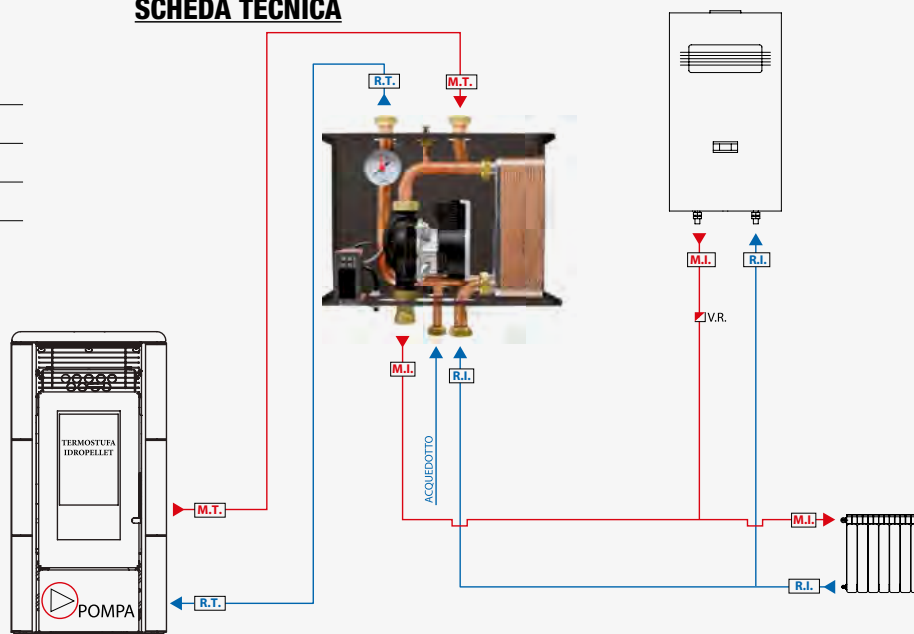 SCHEDA TECNICA
R.T.
M.T.
M.I.
R.I.
V.R.
M.I.
R.I.
ACQUEDOTTO
TERMOSTUFA
IDROPELLET
M.T.
M.I.
R.I.
R.T.
POMPA